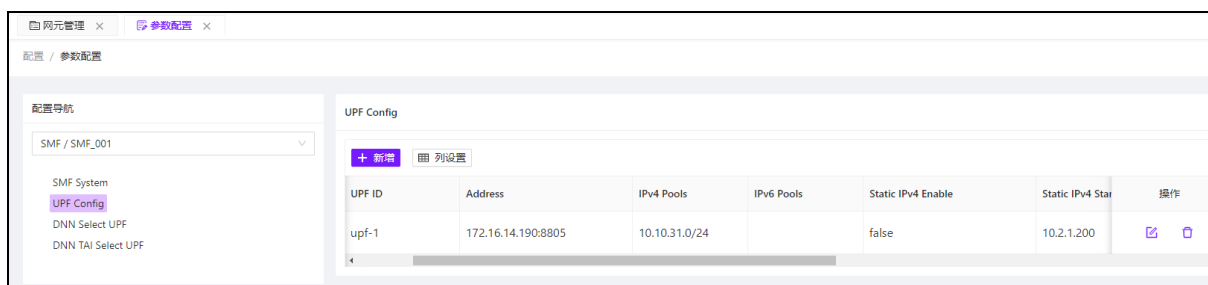 网元管理 参数配置
配置 / 参数配置
配置导航
SMF / SMF_001
SMF System
UPF Config
DNN Select UPF
DNN TAI Select UPF
UPF Config
新增 列设置
UPF ID Address IPv4 Pools IPv6 Pools Static IPv4 Enable Static IPv4 Star 操作
upf-1 172.16.14.190:8805 10.10.31.0/24 false 10.2.1.200